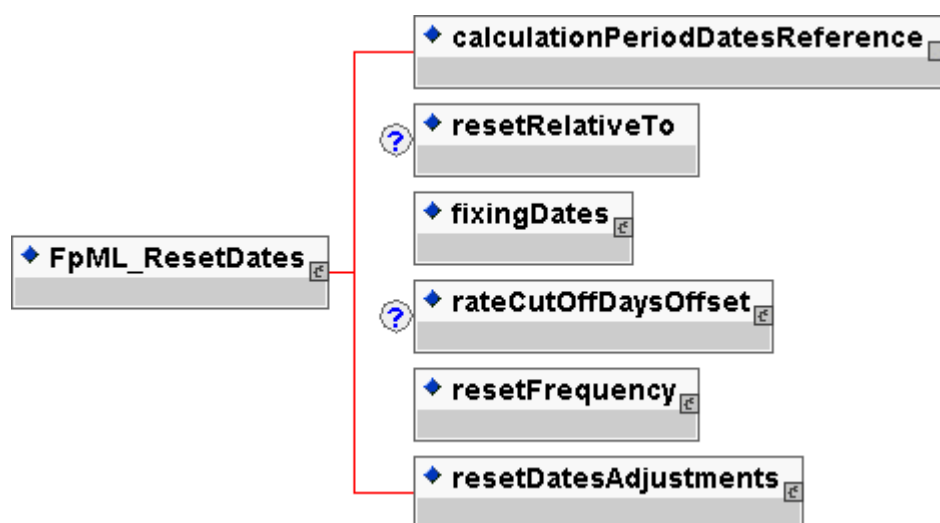 calculationPeriodDatesReference
? resetRelativeTo
fixingDates
FpML_ResetDates
? rateCutOffDaysOffset
resetFrequency
resetDatesAdjustments